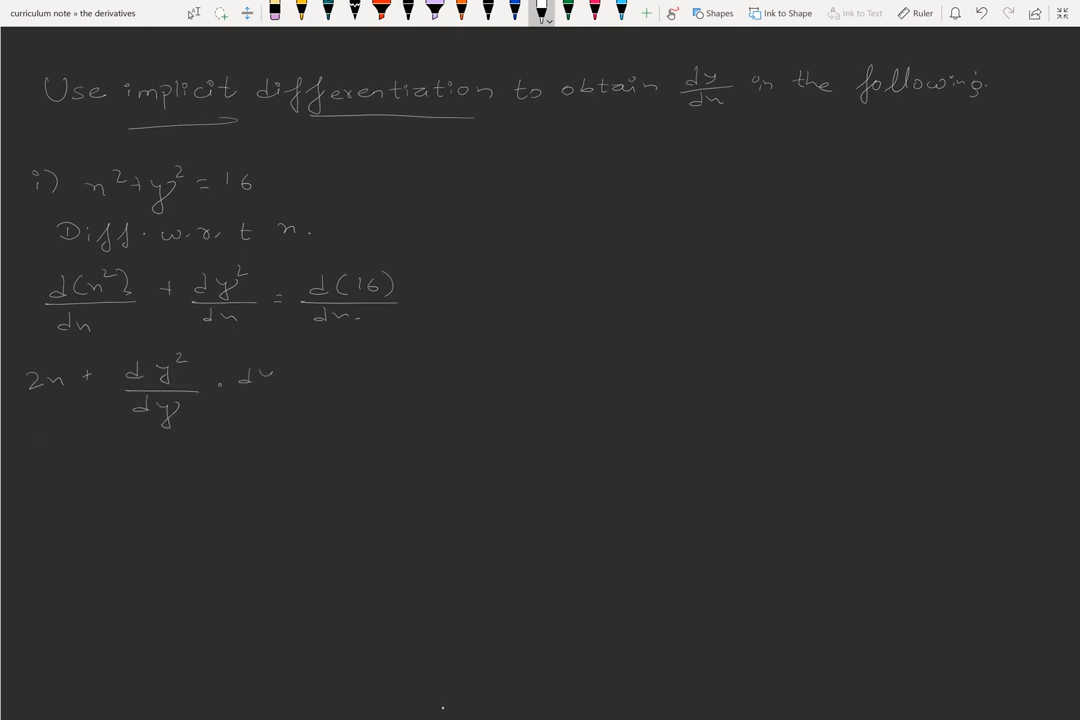 curriculum note » the derivatives
Shapes Ink to Shape Ink to Text Ruler
Use implicit differentiation to obtain dy/dx in the following.
i) x² + y² = 16
Diff. w.r.t x.
d(x²)/dx + dy²/dx = d(16)/dx.
2x + dy²/dy . dy